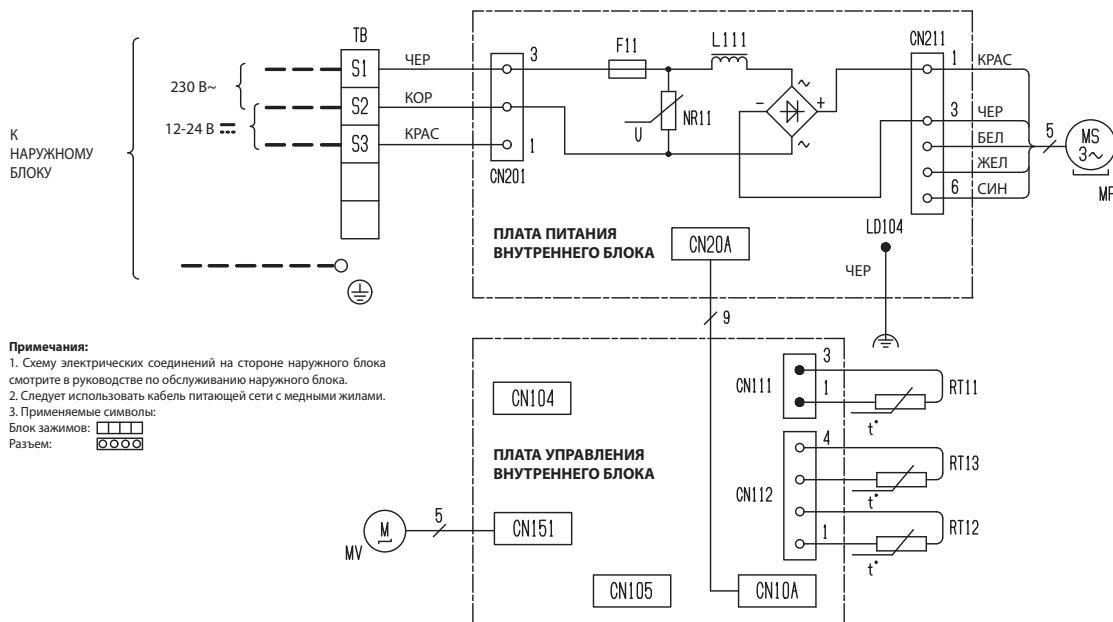 TB
S1
S2
S3
ЧЕР
КОР
КРАС
230 В~
12-24 В
К
НАРУЖНОМУ
БЛОКУ
3
1
CN201
F11
L111
NR11
U
~
~
-
+
CN211
1
КРАС
3
ЧЕР
БЕЛ
ЖЕЛ
6
СИН
5
MS
3~
MF
ПЛАТА ПИТАНИЯ
ВНУТРЕННЕГО БЛОКА
CN20A
LD104
ЧЕР
9
Примечания:
1. Схему электрических соединений на стороне наружного блока
смотрите в руководстве по обслуживанию наружного блока.
2. Следует использовать кабель питающей сети с медными жилами.
3. Применяемые символы:
Блок зажимов:
Разъем:
CN104
CN111
3
1
RT11
t°
ПЛАТА УПРАВЛЕНИЯ
ВНУТРЕННЕГО БЛОКА
CN112
4
1
RT13
t°
RT12
t°
MV
M
5
CN151
CN105
CN10A